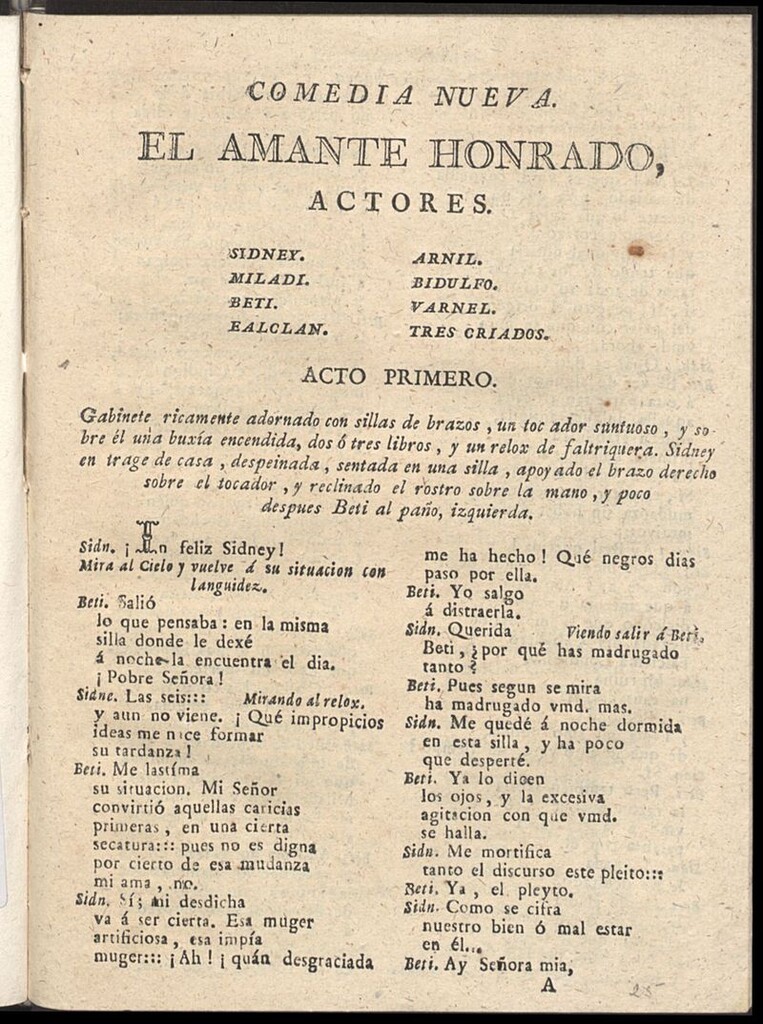 COMEDIA NUEVA.
EL AMANTE HONRADO,
ACTORES.
SIDNEY.
MILADI.
BETI.
EALCLAN.
ARNIL.
BIDULFO.
VARNEL.
TRES CRIADOS.
ACTO PRIMERO.
Gabinete ricamente adornado con sillas de brazos , un toc ador suntuoso , y so-
bre él una buxía encendida, dos ó tres libros , y un relox de faltriquera. Sidney
en trage de casa , despeinada , sentada en una silla , apoyado el brazo derecho
sobre el tocador , y reclinado el rostro sobre la mano , y poco
despues Beti al paño, izquierda.
Sidn. ¡ In feliz Sidney!
Mira al Cielo y vuelve á su situacion con
languidez.
Beti. Salió
lo que pensaba : en la misma
silla donde le dexé
á noche la encuentra el dia.
¡ Pobre Señora !
Sidne. Las seis::: Mirando al relox.
y aun no viene. ¡ Qué impropicios
ideas me hace formar
su tardanza !
Beti. Me lastíma
su situacion. Mi Señor
convirtió aquellas caricias
primeras , en una cierta
secatura::: pues no es digna
por cierto de esa mudanza
mi ama , no.
Sidn. Sí; mi desdicha
va á ser cierta. Esa muger
artificiosa , esa impía
muger::: ¡Ah ! ¡ quán desgraciada
me ha hecho ! Qué negros dias
paso por ella.
Beti. Yo salgo
á distraerla.
Sidn. Querida Viendo salir á Beti.
Beti , ¿ por qué has madrugado
tanto ?
Beti. Pues segun se mira
ha madrugado vmd. mas.
Sidn. Me quedé á noche dormida
en esta silla , y ha poco
que desperté.
Beti. Ya lo dicen
los ojos , y la excesiva
agitacion con que vmd.
se halla.
Sidn. Me mortifica
tanto el discurso este pleito:::
Beti. Ya , el pleyto.
Sidn. Como se cifra
nuestro bien ó mal estar
en él...
Beti. Ay Señora mia,
A
25